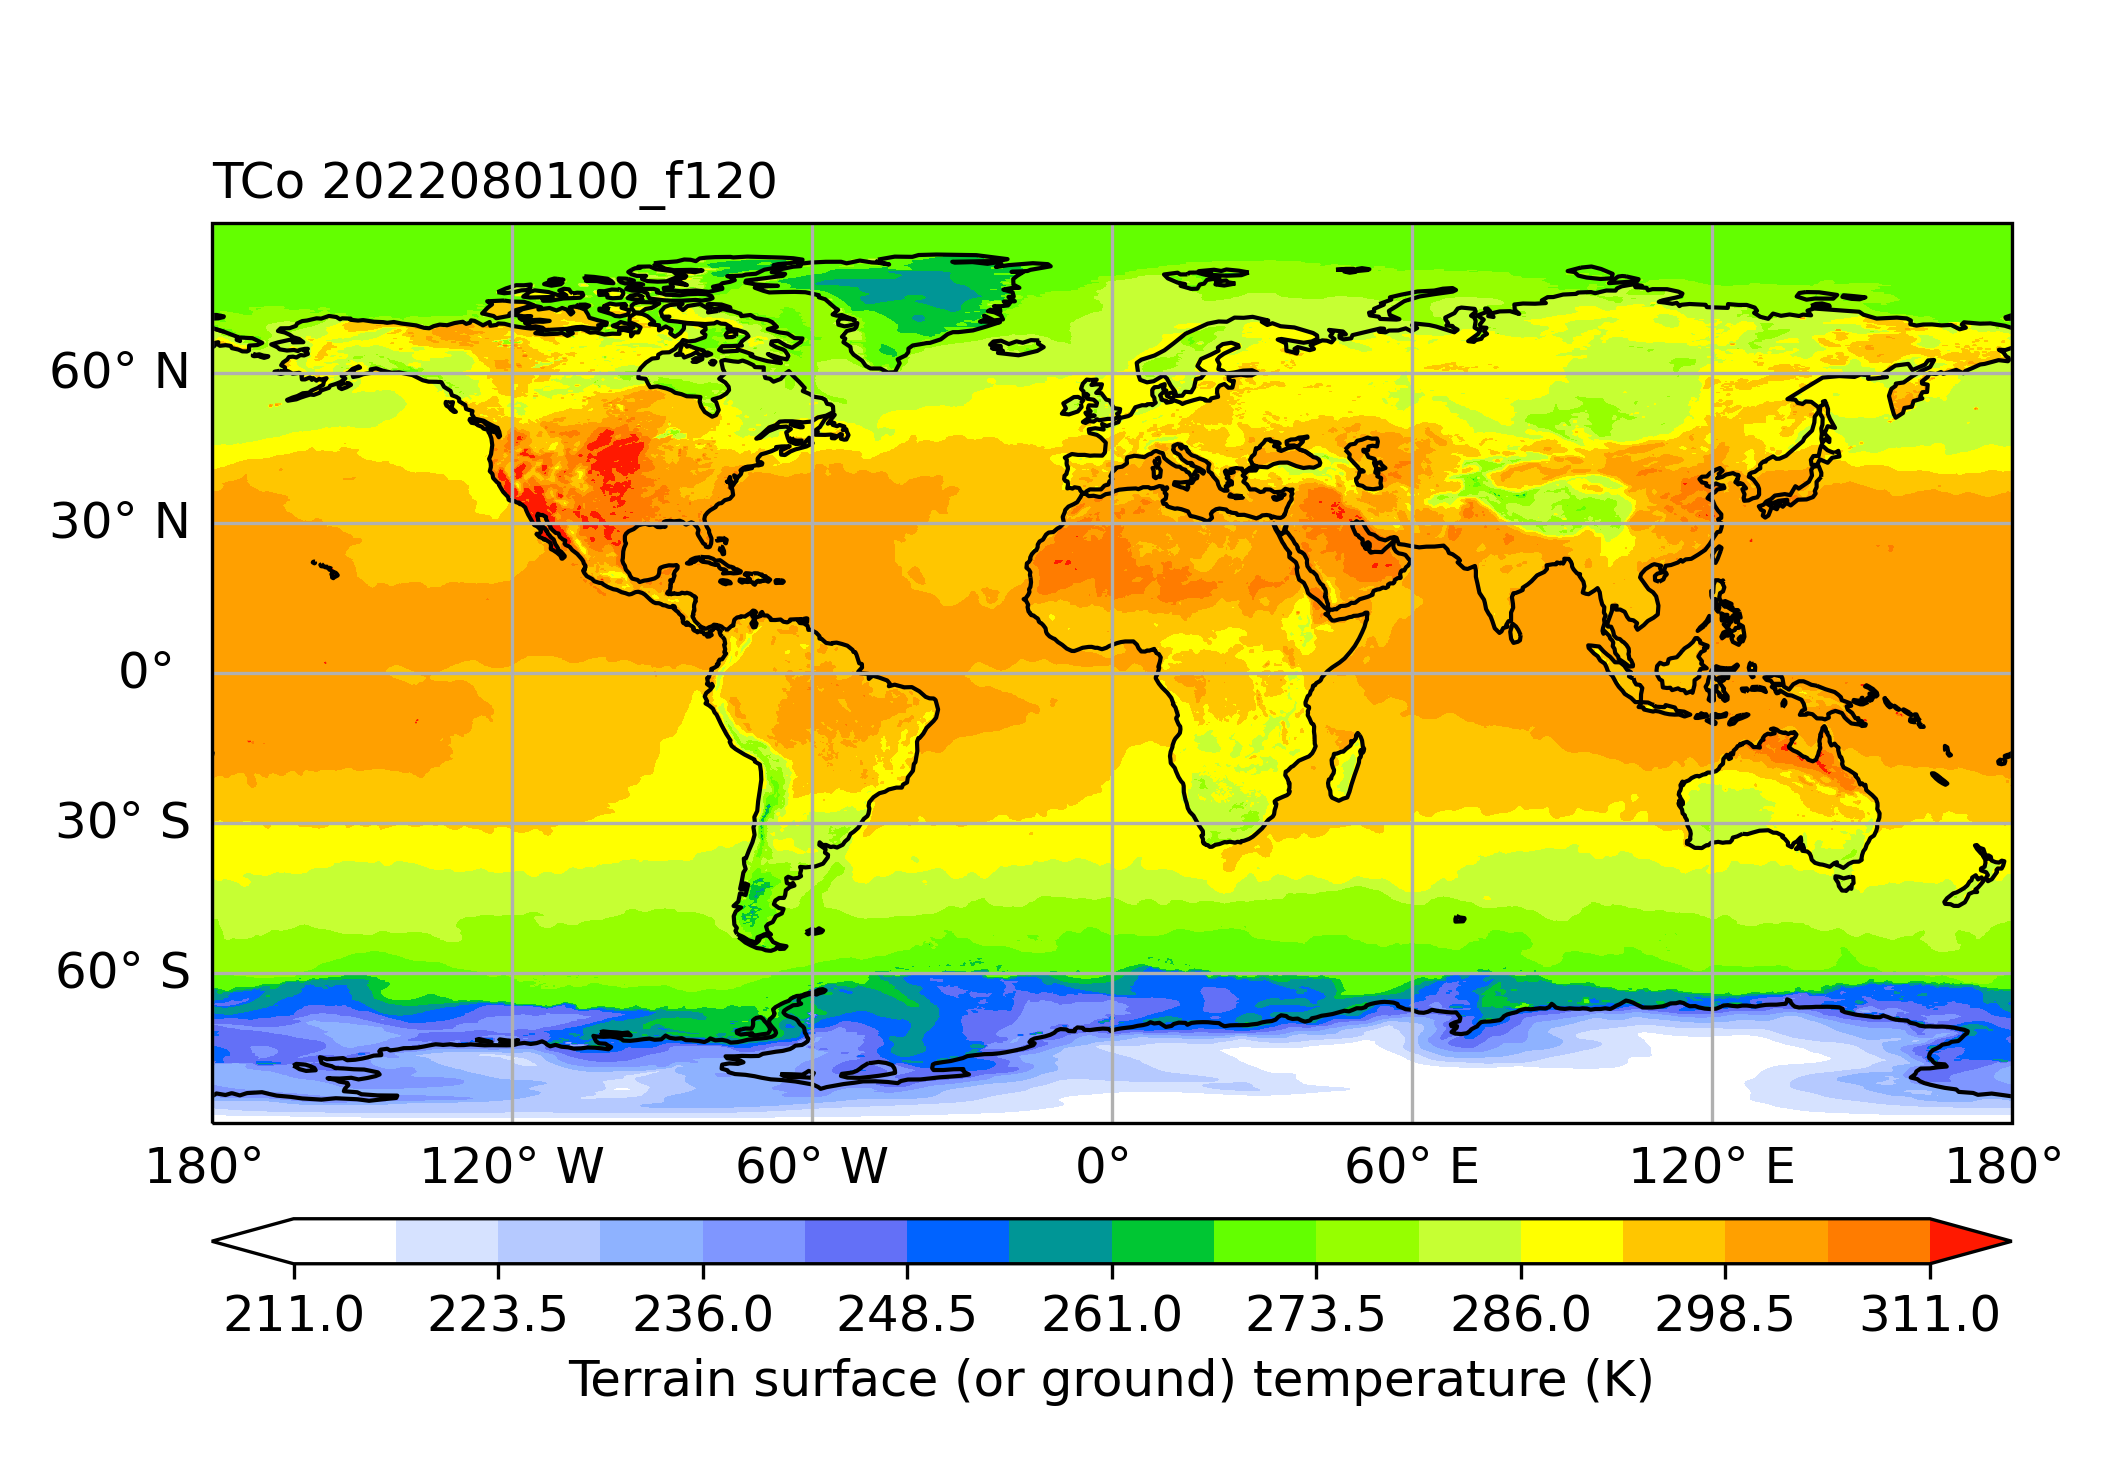 TCo 2022080100_f120
60° N
30° N
0°
30° S
60° S
180° 120° W 60° W 0° 60° E 120° E 180°
211.0 223.5 236.0 248.5 261.0 273.5 286.0 298.5 311.0
Terrain surface (or ground) temperature (K)